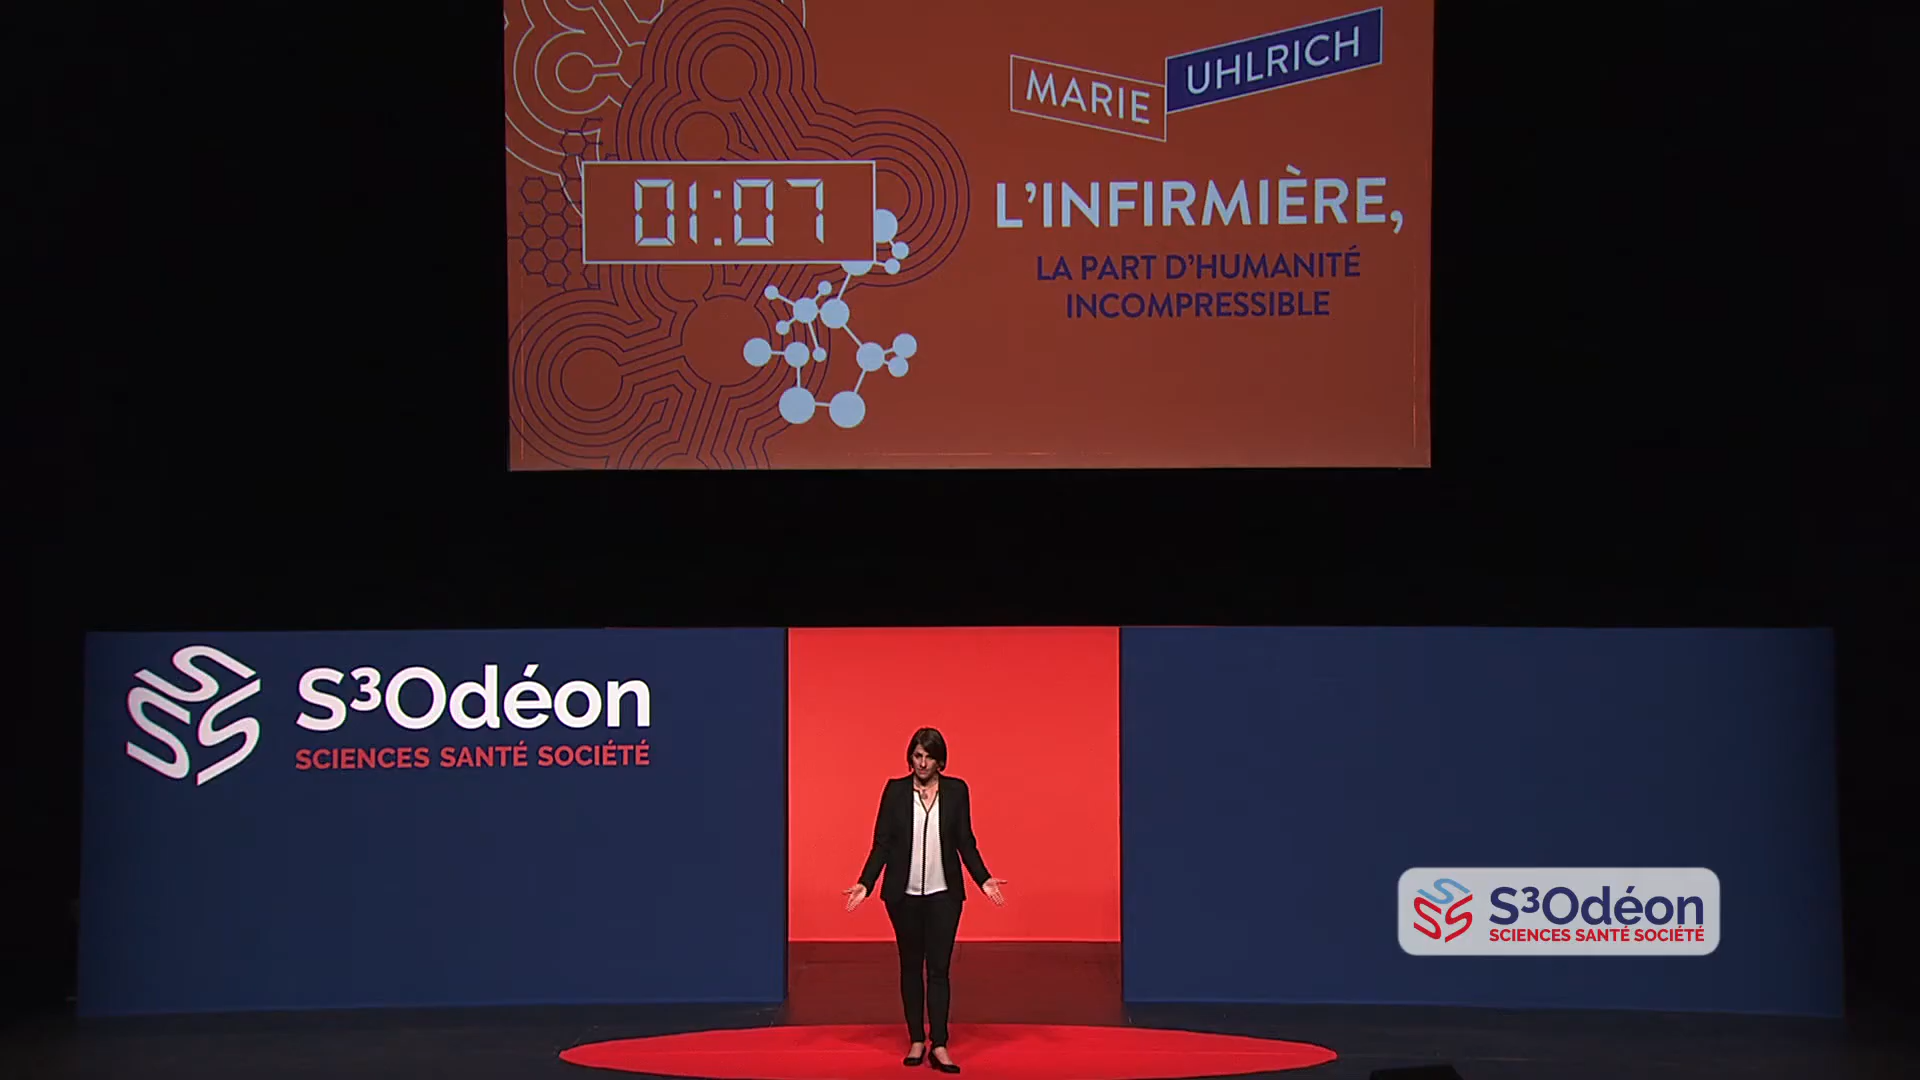 MARIE UHLRICH
01:07
L'INFIRMIÈRE,
LA PART D'HUMANITÉ
INCOMPRESSIBLE
S³Odéon
SCIENCES SANTÉ SOCIÉTÉ
S³Odéon
SCIENCES SANTÉ SOCIÉTÉ